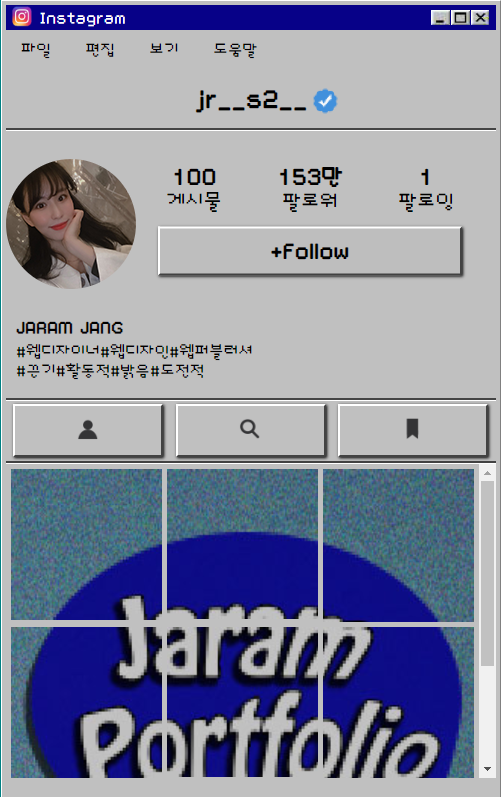 Instagram
파일 편집 보기 도움말
jr__s2__
100 153만 1
게시물 팔로워 팔로잉
+Follow
JARAM JANG
#웹디자이너#웹디자인#웹퍼블러셔
#끈기#활동적#밝음#도전적
Jaram
Portfolio